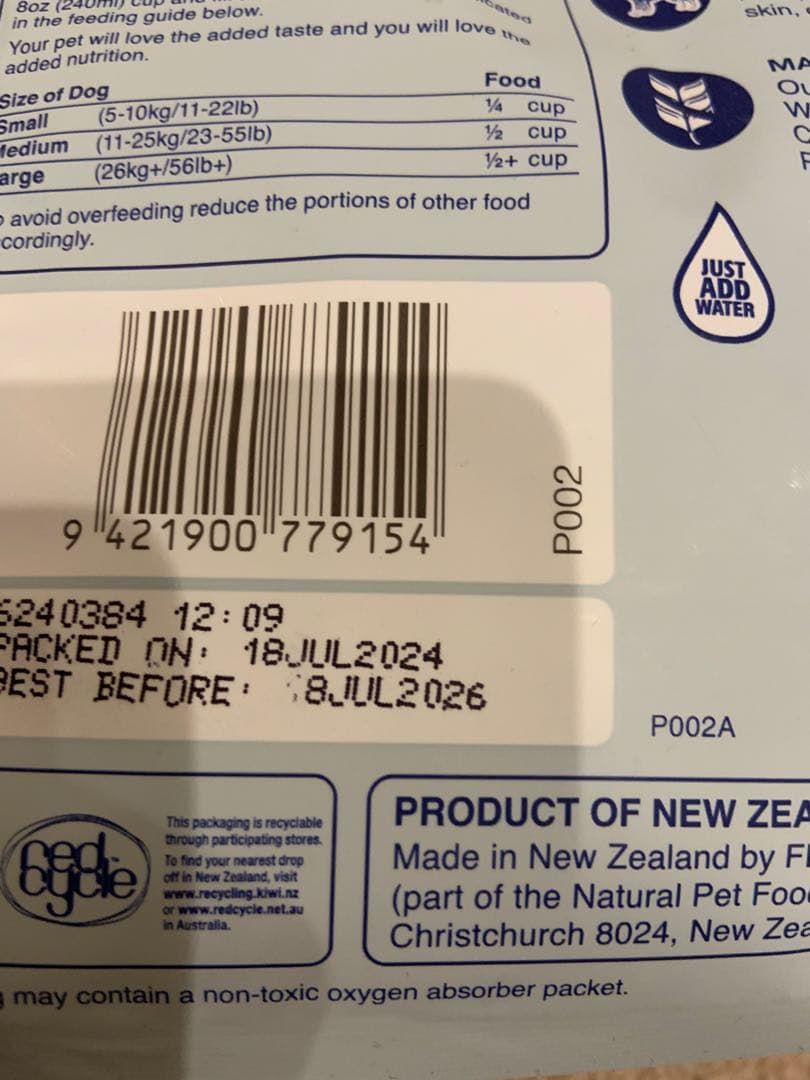 8oz (240ml) cup
in the feeding guide below.
Your pet will love the added taste and you will love the
added nutrition.
Size of Dog Food
Small (5-10kg/11-22lb) ¼ cup
Medium (11-25kg/23-55lb) ½ cup
arge (26kg+/56lb+) ½+ cup
avoid overfeeding reduce the portions of other food
cordingly.
skin,
JUST
ADD
WATER
9 421900 779154
P002
6240384 12:09
PACKED ON: 18JUL2024
BEST BEFORE: 18JUL2026
P002A
red
cycle
This packaging is recyclable
through participating stores.
To find your nearest drop
off in New Zealand, visit
www.recycling.kiwi.nz
or www.redcycle.net.au
in Australia.
PRODUCT OF NEW ZEA
Made in New Zealand by
(part of the Natural Pet Foo
Christchurch 8024, New Zea
may contain a non-toxic oxygen absorber packet.